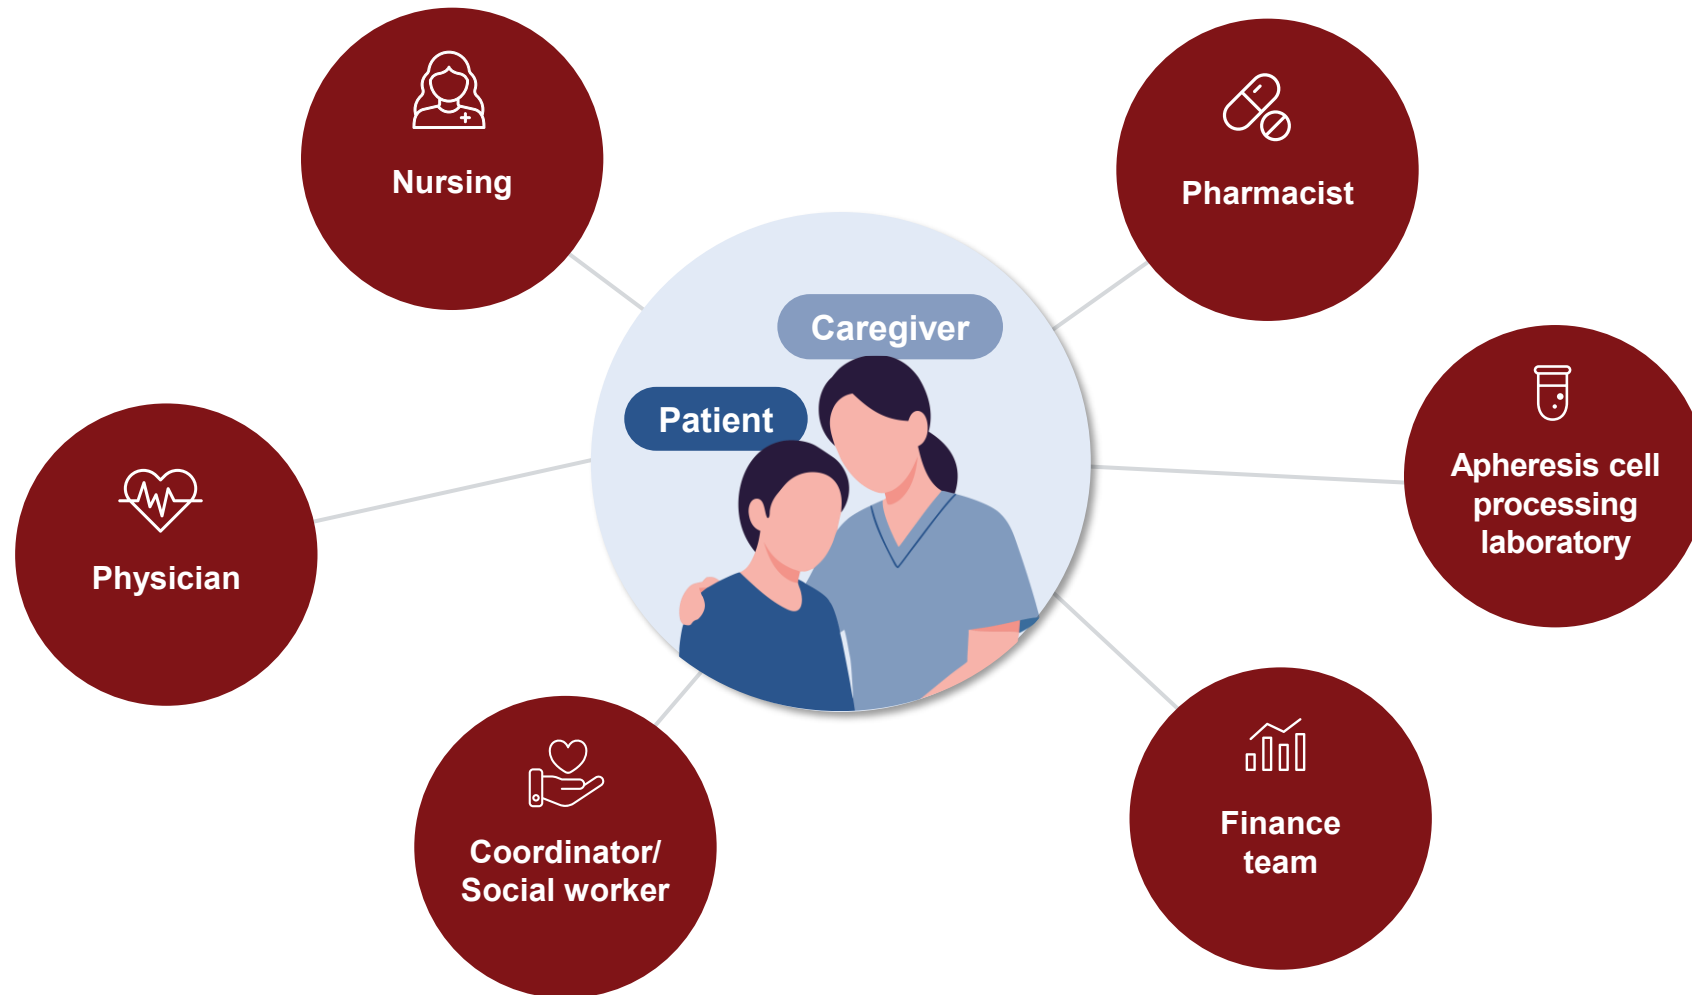 Nursing
Pharmacist
Caregiver
Patient
Physician
Apheresis cell
processing
laboratory
Coordinator/
Social worker
Finance
team